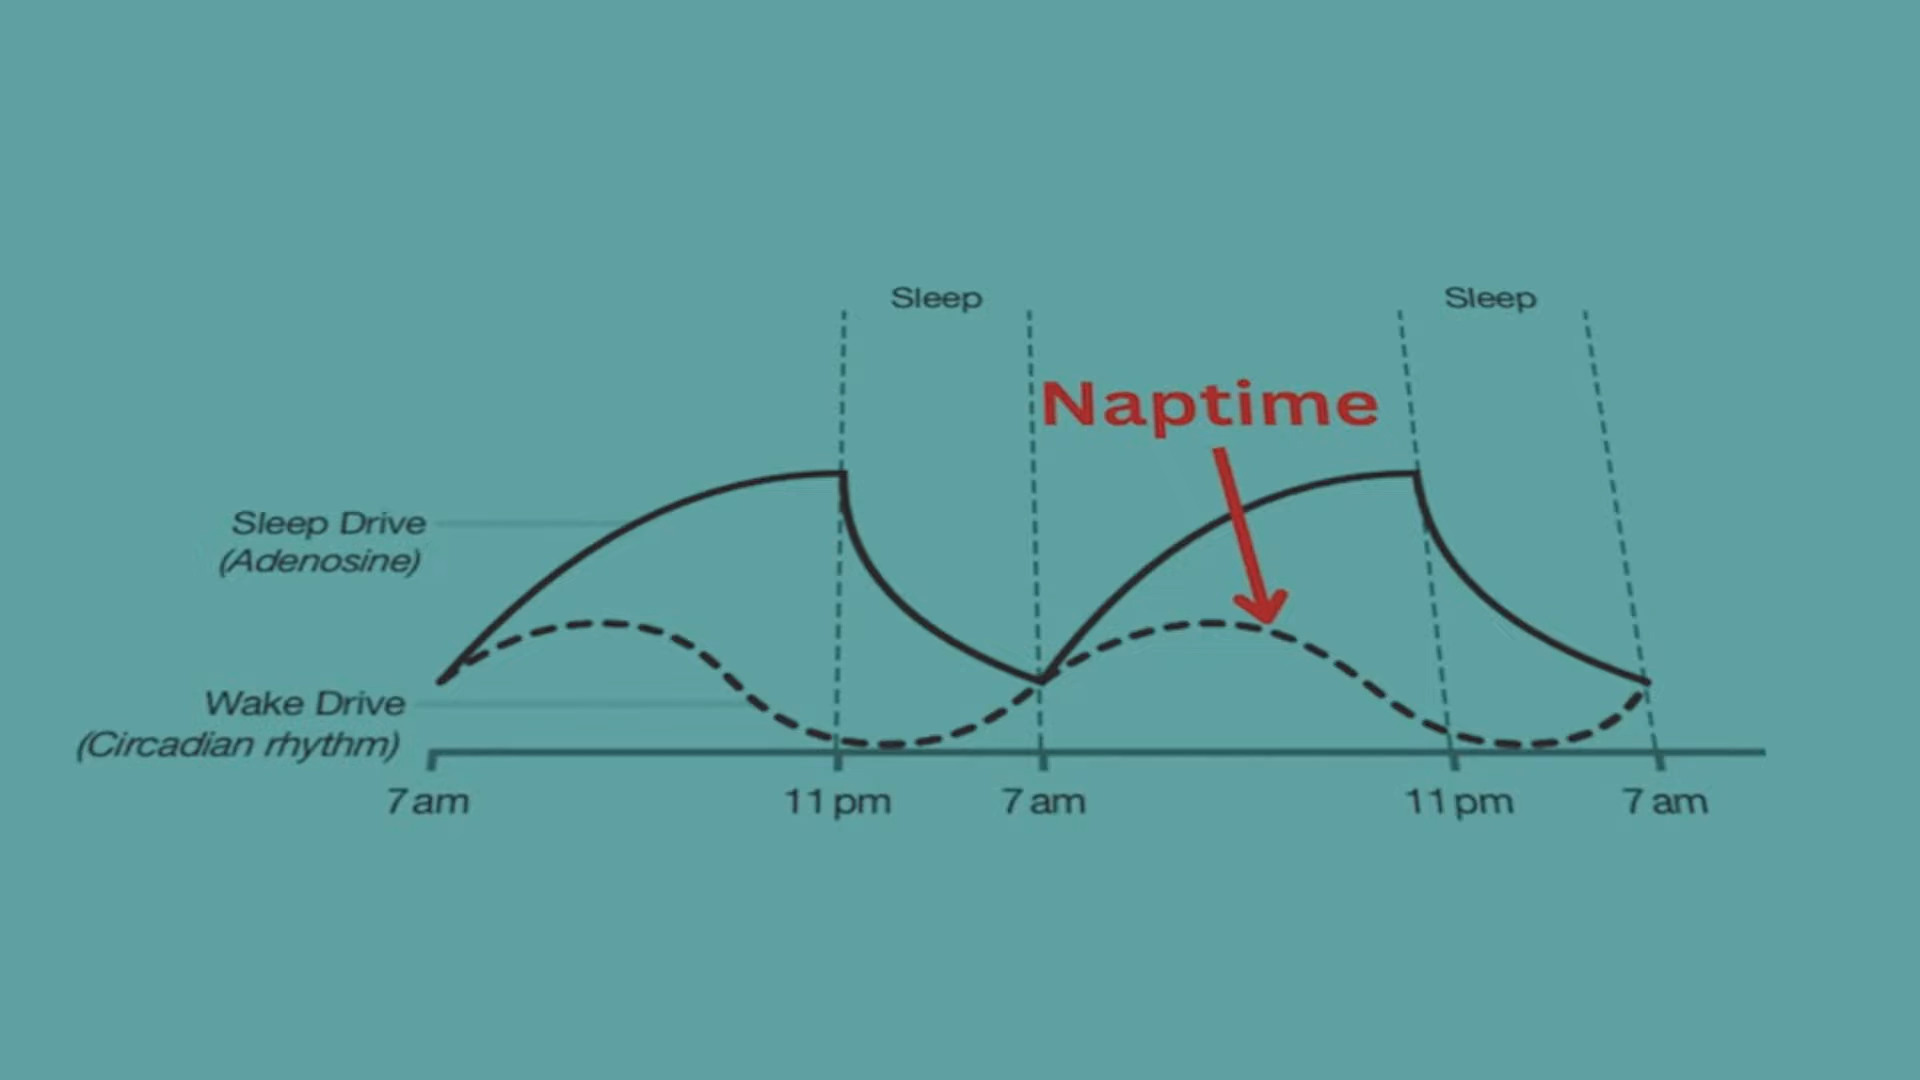 Sleep
Sleep
Naptime
Sleep Drive
(Adenosine)
Wake Drive
(Circadian rhythm)
7 am
11 pm
7 am
11 pm
7 am